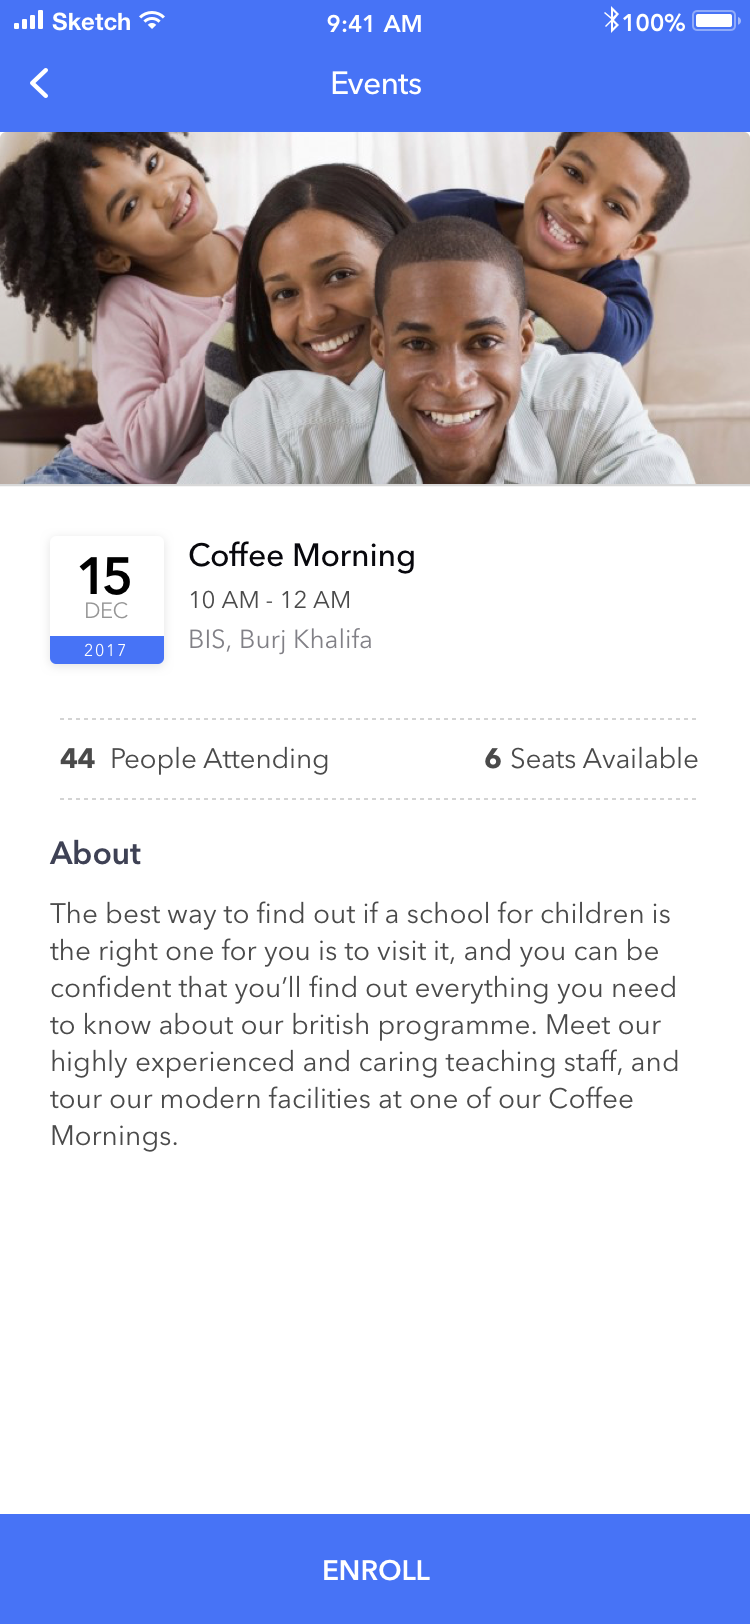 Sketch 9:41 AM 100%
Events
15
DEC
2017
Coffee Morning
10 AM - 12 AM
BIS, Burj Khalifa
44 People Attending 6 Seats Available
About
The best way to find out if a school for children is
the right one for you is to visit it, and you can be
confident that you’ll find out everything you need
to know about our british programme. Meet our
highly experienced and caring teaching staff, and
tour our modern facilities at one of our Coffee
Mornings.
ENROLL